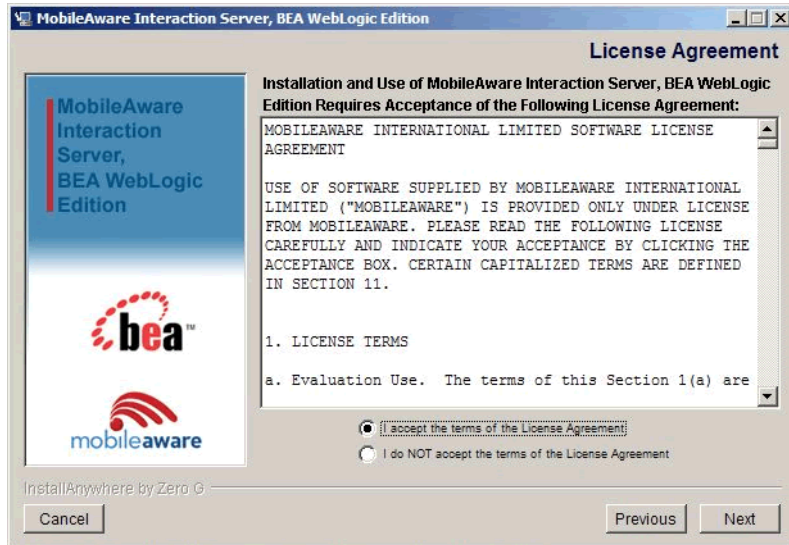 MobileAware Interaction Server, BEA WebLogic Edition
License Agreement
MobileAware
Interaction
Server,
BEA WebLogic
Edition
bea™
mobileaware
Installation and Use of MobileAware Interaction Server, BEA WebLogic
Edition Requires Acceptance of the Following License Agreement:
MOBILEAWARE INTERNATIONAL LIMITED SOFTWARE LICENSE
AGREEMENT
USE OF SOFTWARE SUPPLIED BY MOBILEAWARE INTERNATIONAL
LIMITED ("MOBILEAWARE") IS PROVIDED ONLY UNDER LICENSE
FROM MOBILEAWARE. PLEASE READ THE FOLLOWING LICENSE
CAREFULLY AND INDICATE YOUR ACCEPTANCE BY CLICKING THE
ACCEPTANCE BOX. CERTAIN CAPITALIZED TERMS ARE DEFINED
IN SECTION 11.
1. LICENSE TERMS
a. Evaluation Use.  The terms of this Section 1(a) are
I accept the terms of the License Agreement
I do NOT accept the terms of the License Agreement
InstallAnywhere by Zero G
Cancel
Previous
Next